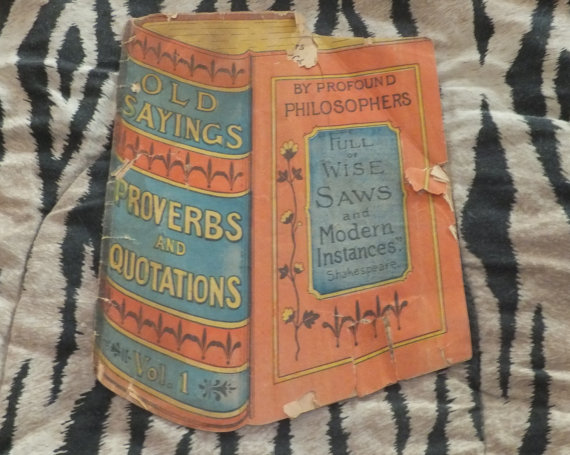 OLD
SAYINGS
PROVERBS
AND
QUOTATIONS
Vol. 1
BY PROFOUND
PHILOSOPHERS
FULL
OF
WISE
SAWS
and
Modern
Instances".
Shakespeare.